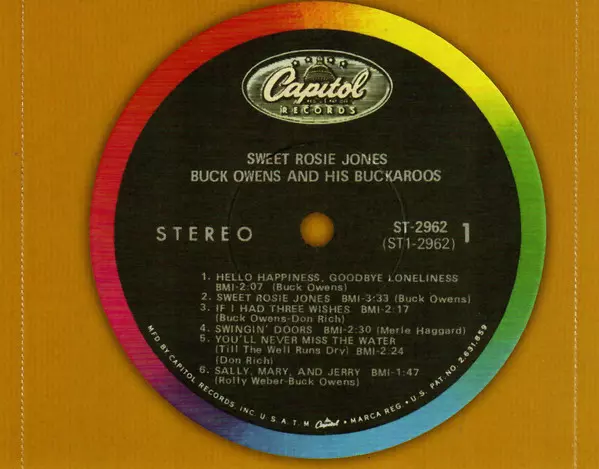 Capitol
RECORDS
SWEET ROSIE JONES
BUCK OWENS AND HIS BUCKAROOS
STEREO
ST-2962
(ST1-2962)
1
1. HELLO HAPPINESS, GOODBYE LONELINESS
BMI-2:07 (Buck Owens)
2. SWEET ROSIE JONES BMI-3:33 (Buck Owens)
3. IF I HAD THREE WISHES BMI-2:17
(Buck Owens-Don Rich)
4. SWINGIN' DOORS BMI-2:30 (Merle Haggard)
5. YOU'LL NEVER MISS THE WATER
(Till The Well Runs Dry) BMI-2:24
(Don Rich)
6. SALLY, MARY, AND JERRY BMI-1:47
(Rolly Weber-Buck Owens)
MFD. BY CAPITOL RECORDS, INC. U.S.A. T.M. Capitol • MARCA REG. • U.S. PAT. NO. 2,631,859